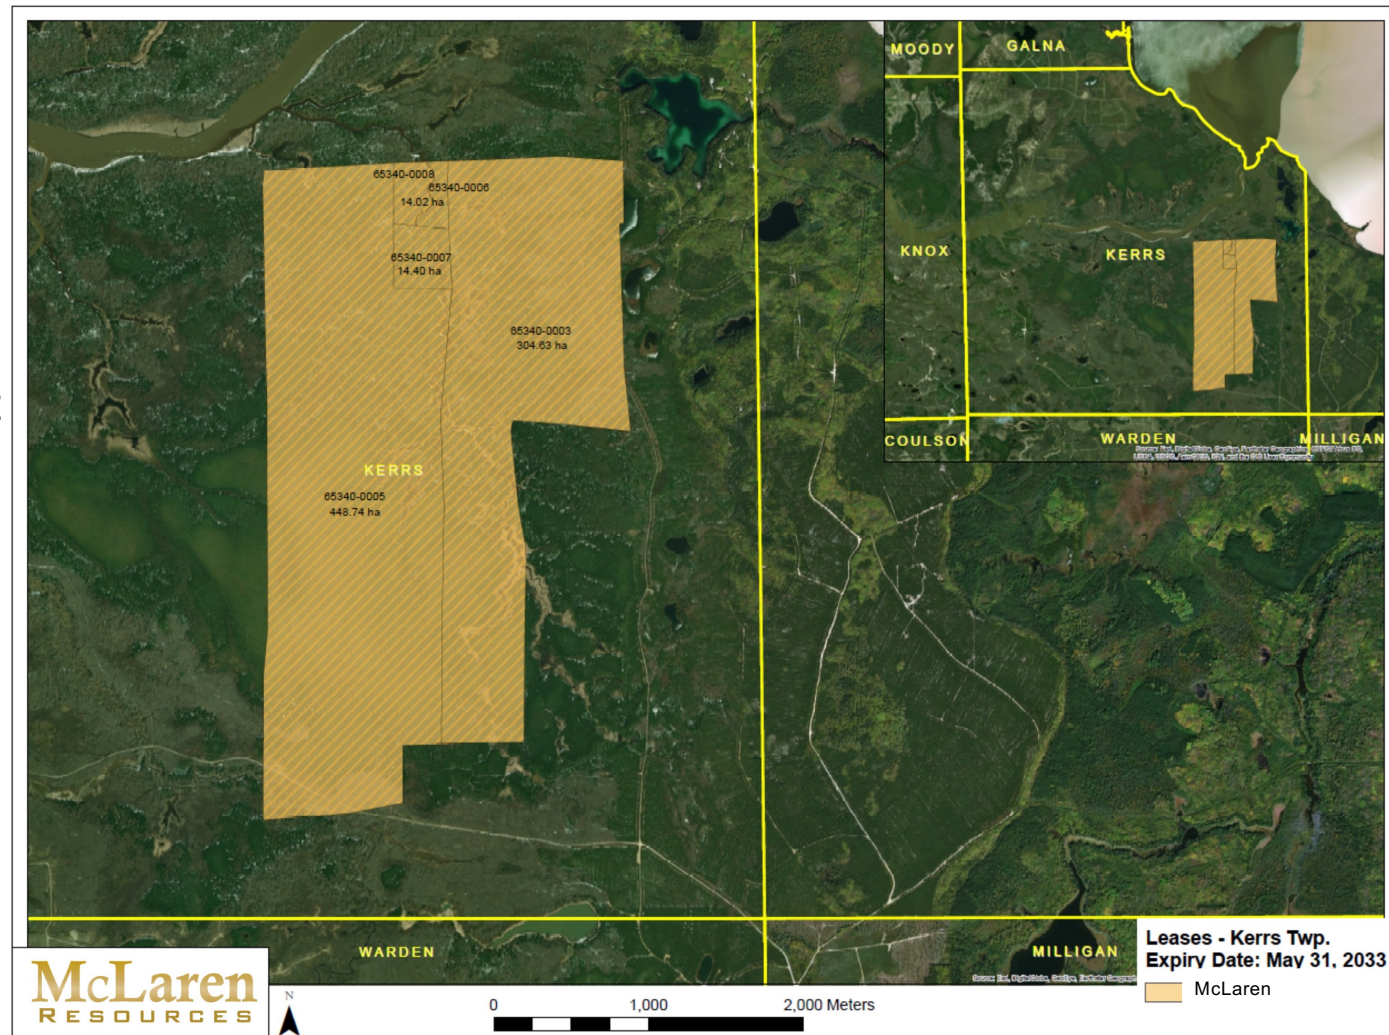 65340-0008
65340-0006
14.02 ha
65340-0007
14.40 ha
65340-0003
304.63 ha
KERRS
65340-0005
448.74 ha
WARDEN
MILLIGAN
MOODY
GALNA
KNOX
KERRS
COULSON
WARDEN
MILLIGAN
Leases - Kerrs Twp.
Expiry Date: May 31, 2033
McLaren
McLaren
RESOURCES
N
0
1,000
2,000 Meters